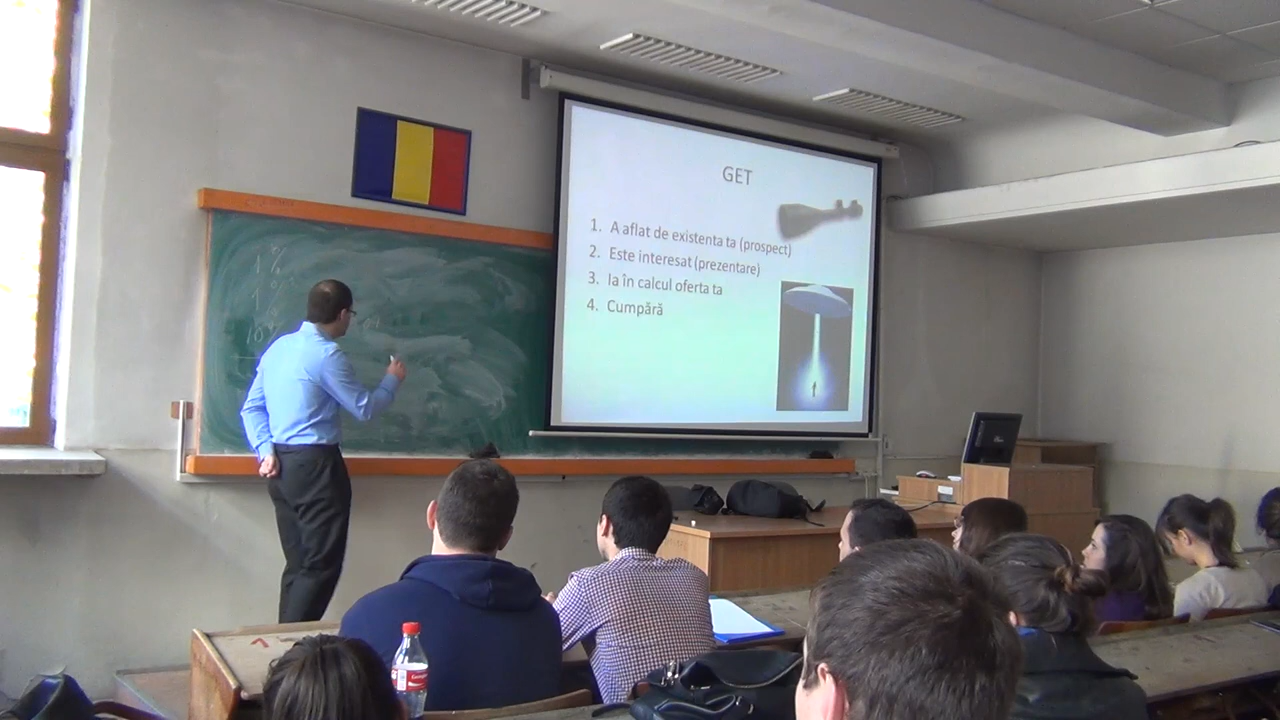 GET
1. A aflat de existenta ta (prospect)
2. Este interesat (prezentare)
3. Ia în calcul oferta ta
4. Cumpără